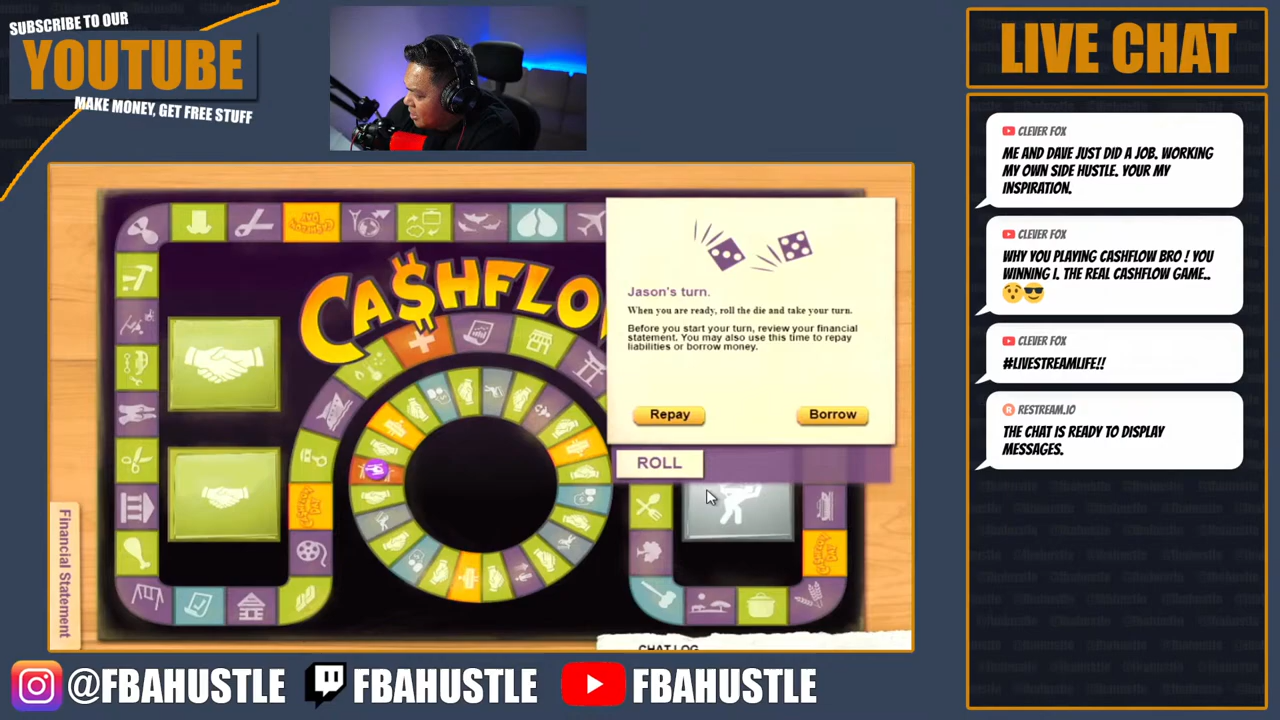 SUBSCRIBE TO OUR
YOUTUBE
MAKE MONEY, GET FREE STUFF
CA$HFLO
Jason's turn.
When you are ready, roll the die and take your turn.
Before you start your turn, review your financial
statement. You may also use this time to repay
liabilities or borrow money.
Repay
Borrow
ROLL
Financial Statement
CHAT LOG
LIVE CHAT
CLEVER FOX
ME AND DAVE JUST DID A JOB. WORKING
MY OWN SIDE HUSTLE. YOUR MY
INSPIRATION.
CLEVER FOX
WHY YOU PLAYING CASHFLOW BRO ! YOU
WINNING I. THE REAL CASHFLOW GAME..
CLEVER FOX
#LIVESTREAMLIFE!!
RESTREAM.IO
THE CHAT IS READY TO DISPLAY
MESSAGES.
@FBAHUSTLE
FBAHUSTLE
FBAHUSTLE